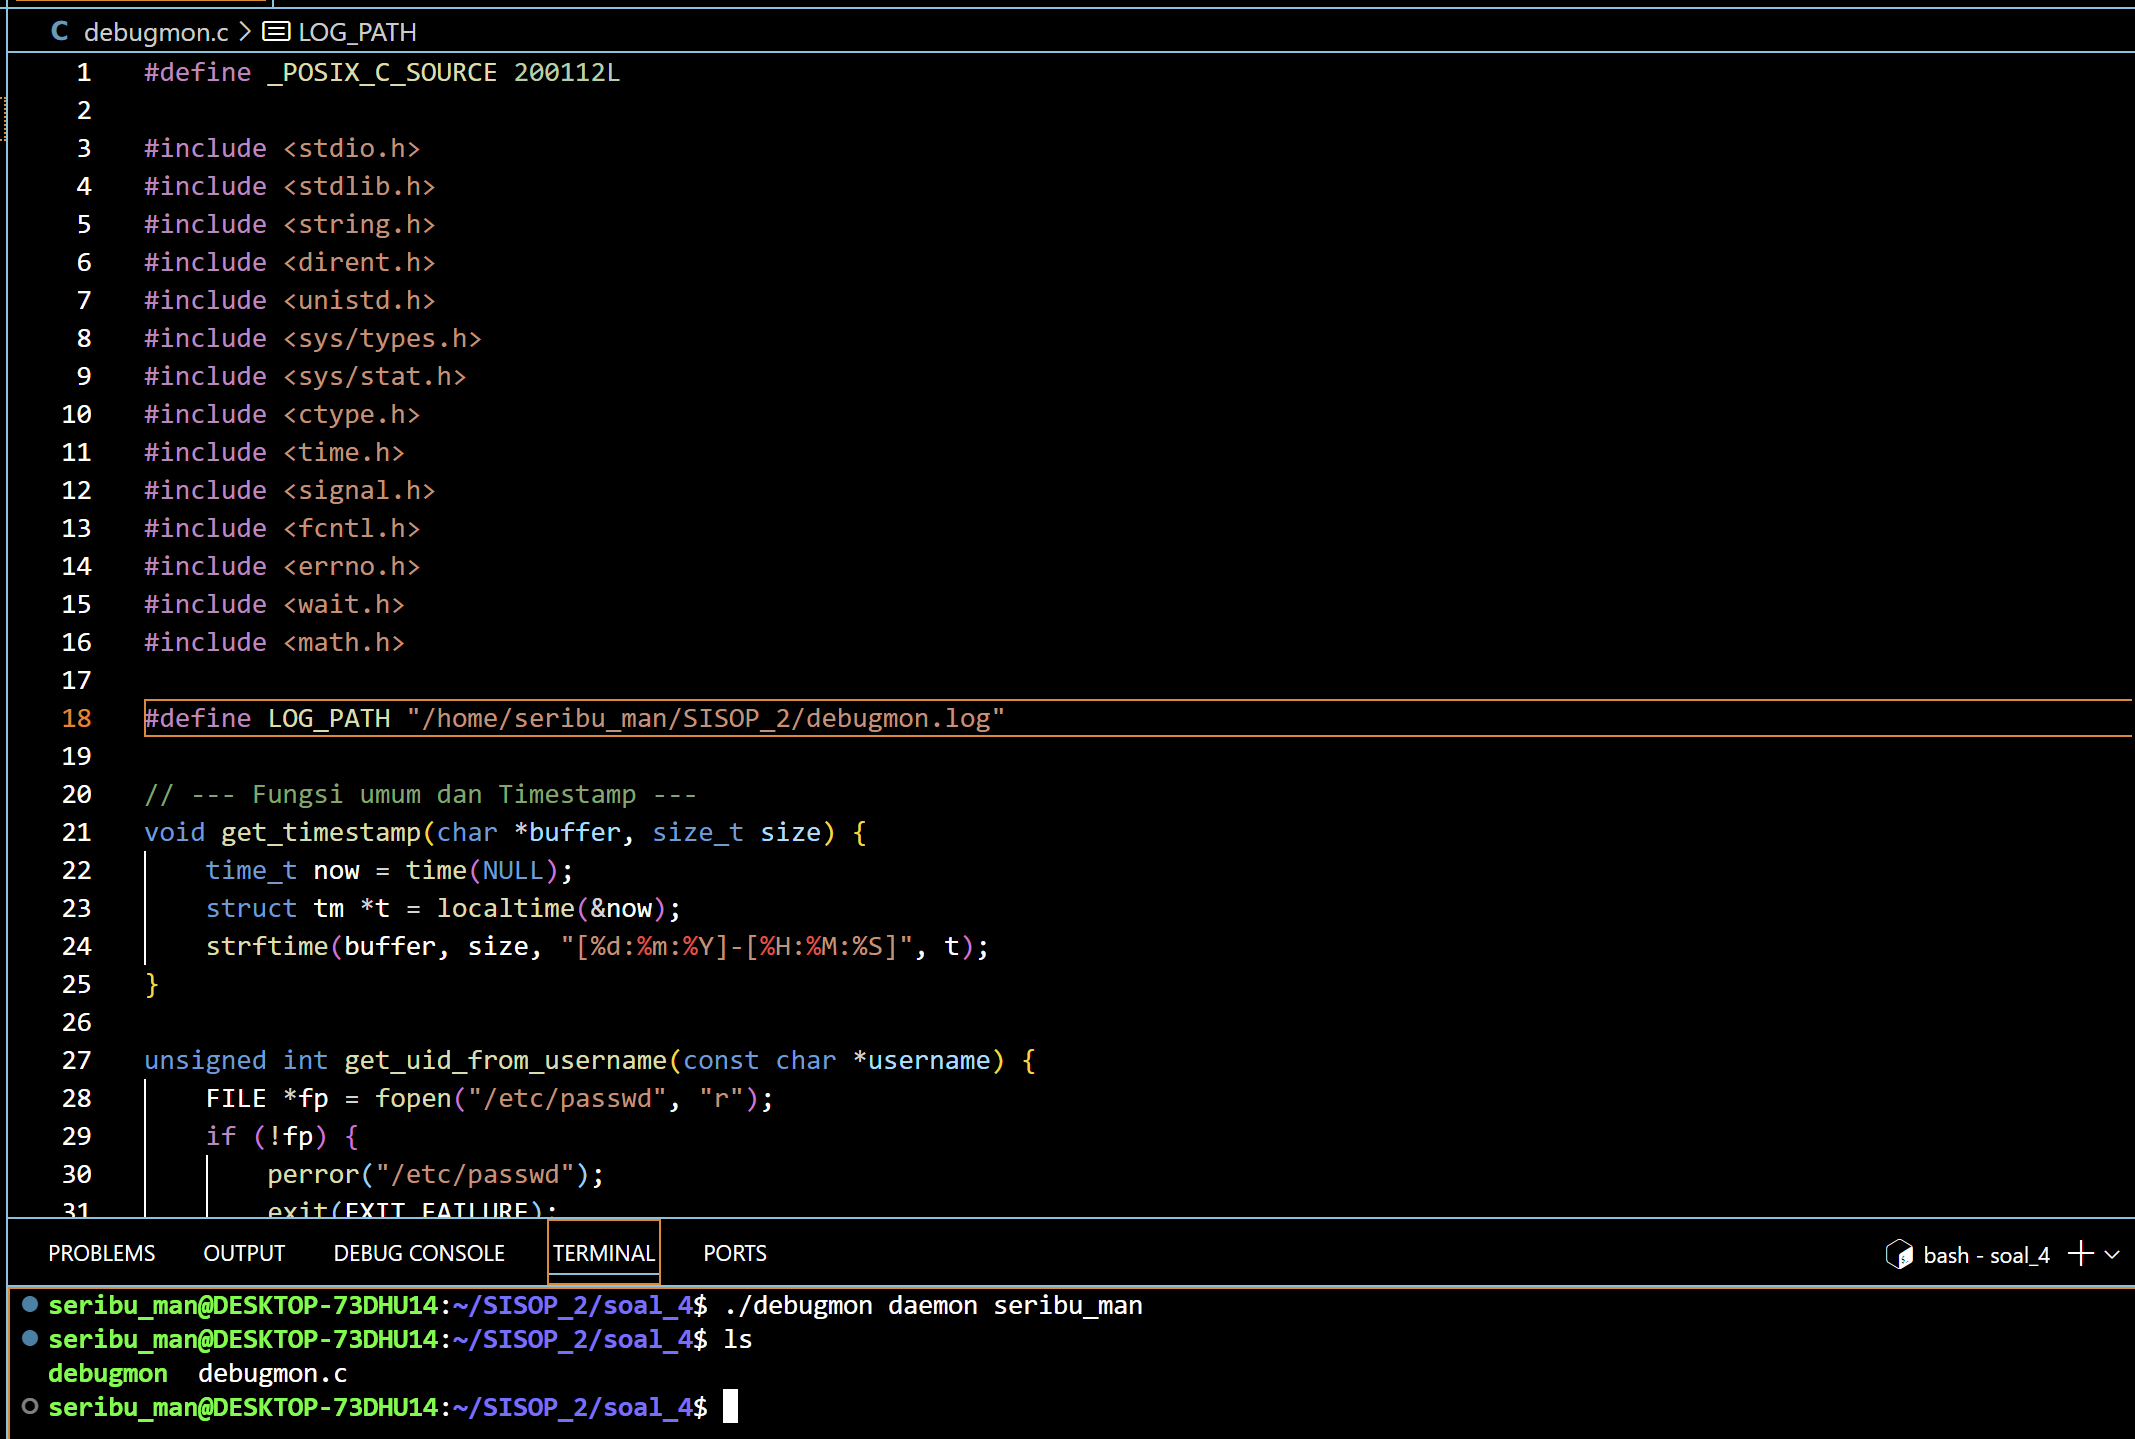 C debugmon.c > LOG_PATH
1 #define _POSIX_C_SOURCE 200112L
2
3 #include <stdio.h>
4 #include <stdlib.h>
5 #include <string.h>
6 #include <dirent.h>
7 #include <unistd.h>
8 #include <sys/types.h>
9 #include <sys/stat.h>
10 #include <ctype.h>
11 #include <time.h>
12 #include <signal.h>
13 #include <fcntl.h>
14 #include <errno.h>
15 #include <wait.h>
16 #include <math.h>
17
18 #define LOG_PATH "/home/seribu_man/SISOP_2/debugmon.log"
19
20 // --- Fungsi umum dan Timestamp ---
21 void get_timestamp(char *buffer, size_t size) {
22     time_t now = time(NULL);
23     struct tm *t = localtime(&now);
24     strftime(buffer, size, "[%d:%m:%Y]-[%H:%M:%S]", t);
25 }
26
27 unsigned int get_uid_from_username(const char *username) {
28     FILE *fp = fopen("/etc/passwd", "r");
29     if (!fp) {
30         perror("/etc/passwd");
31         exit(EXIT_FAILURE);
PROBLEMS OUTPUT DEBUG CONSOLE TERMINAL PORTS bash - soal_4
seribu_man@DESKTOP-73DHU14:~/SISOP_2/soal_4$ ./debugmon daemon seribu_man
seribu_man@DESKTOP-73DHU14:~/SISOP_2/soal_4$ ls
debugmon  debugmon.c
seribu_man@DESKTOP-73DHU14:~/SISOP_2/soal_4$